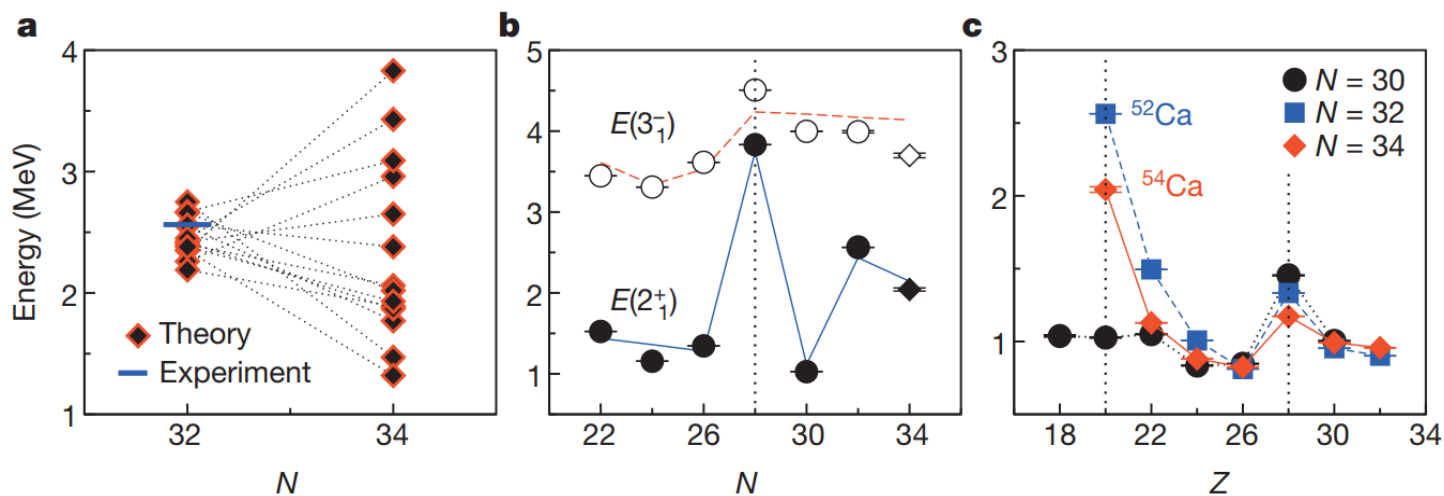 a
4
3
2
1
Energy (MeV)
Theory
Experiment
32
34
N
b
5
4
3
2
1
E(3⁻₁)
E(2⁺₁)
22
26
30
34
N
c
3
2
1
⁵²Ca
⁵⁴Ca
N = 30
N = 32
N = 34
18
22
26
30
34
Z